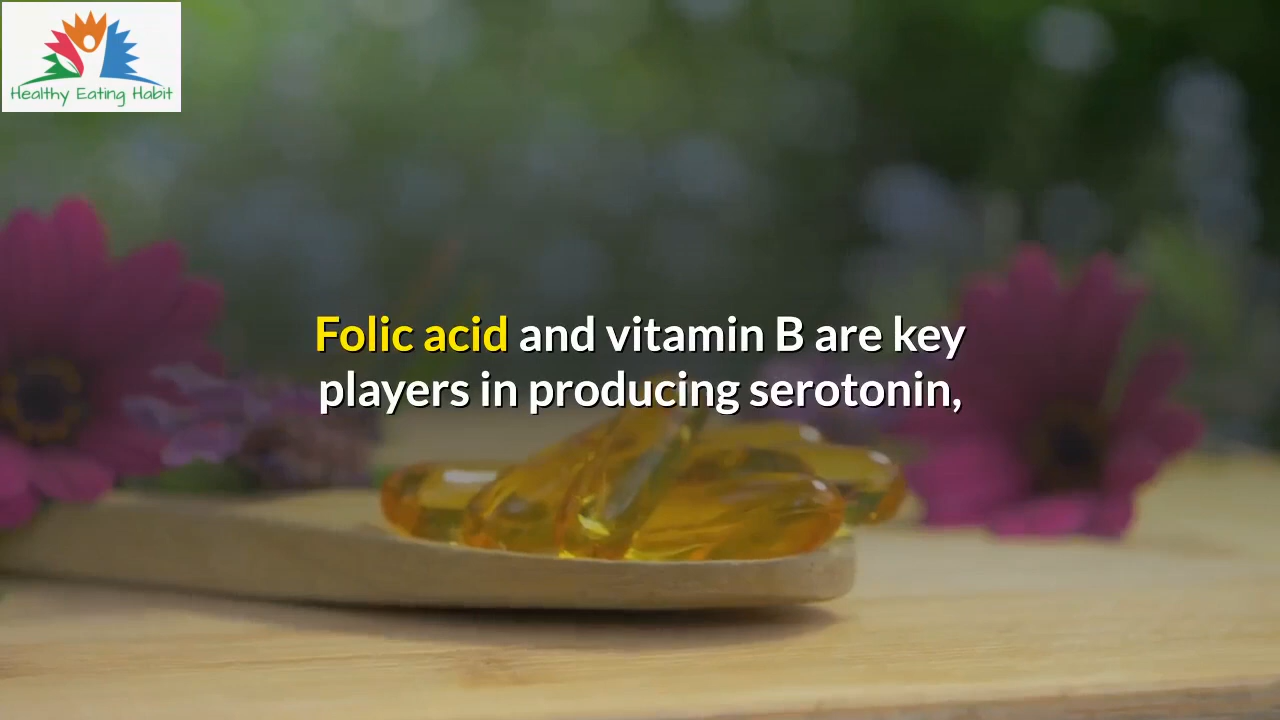 Healthy Eating Habit
Folic acid and vitamin B are key
players in producing serotonin,